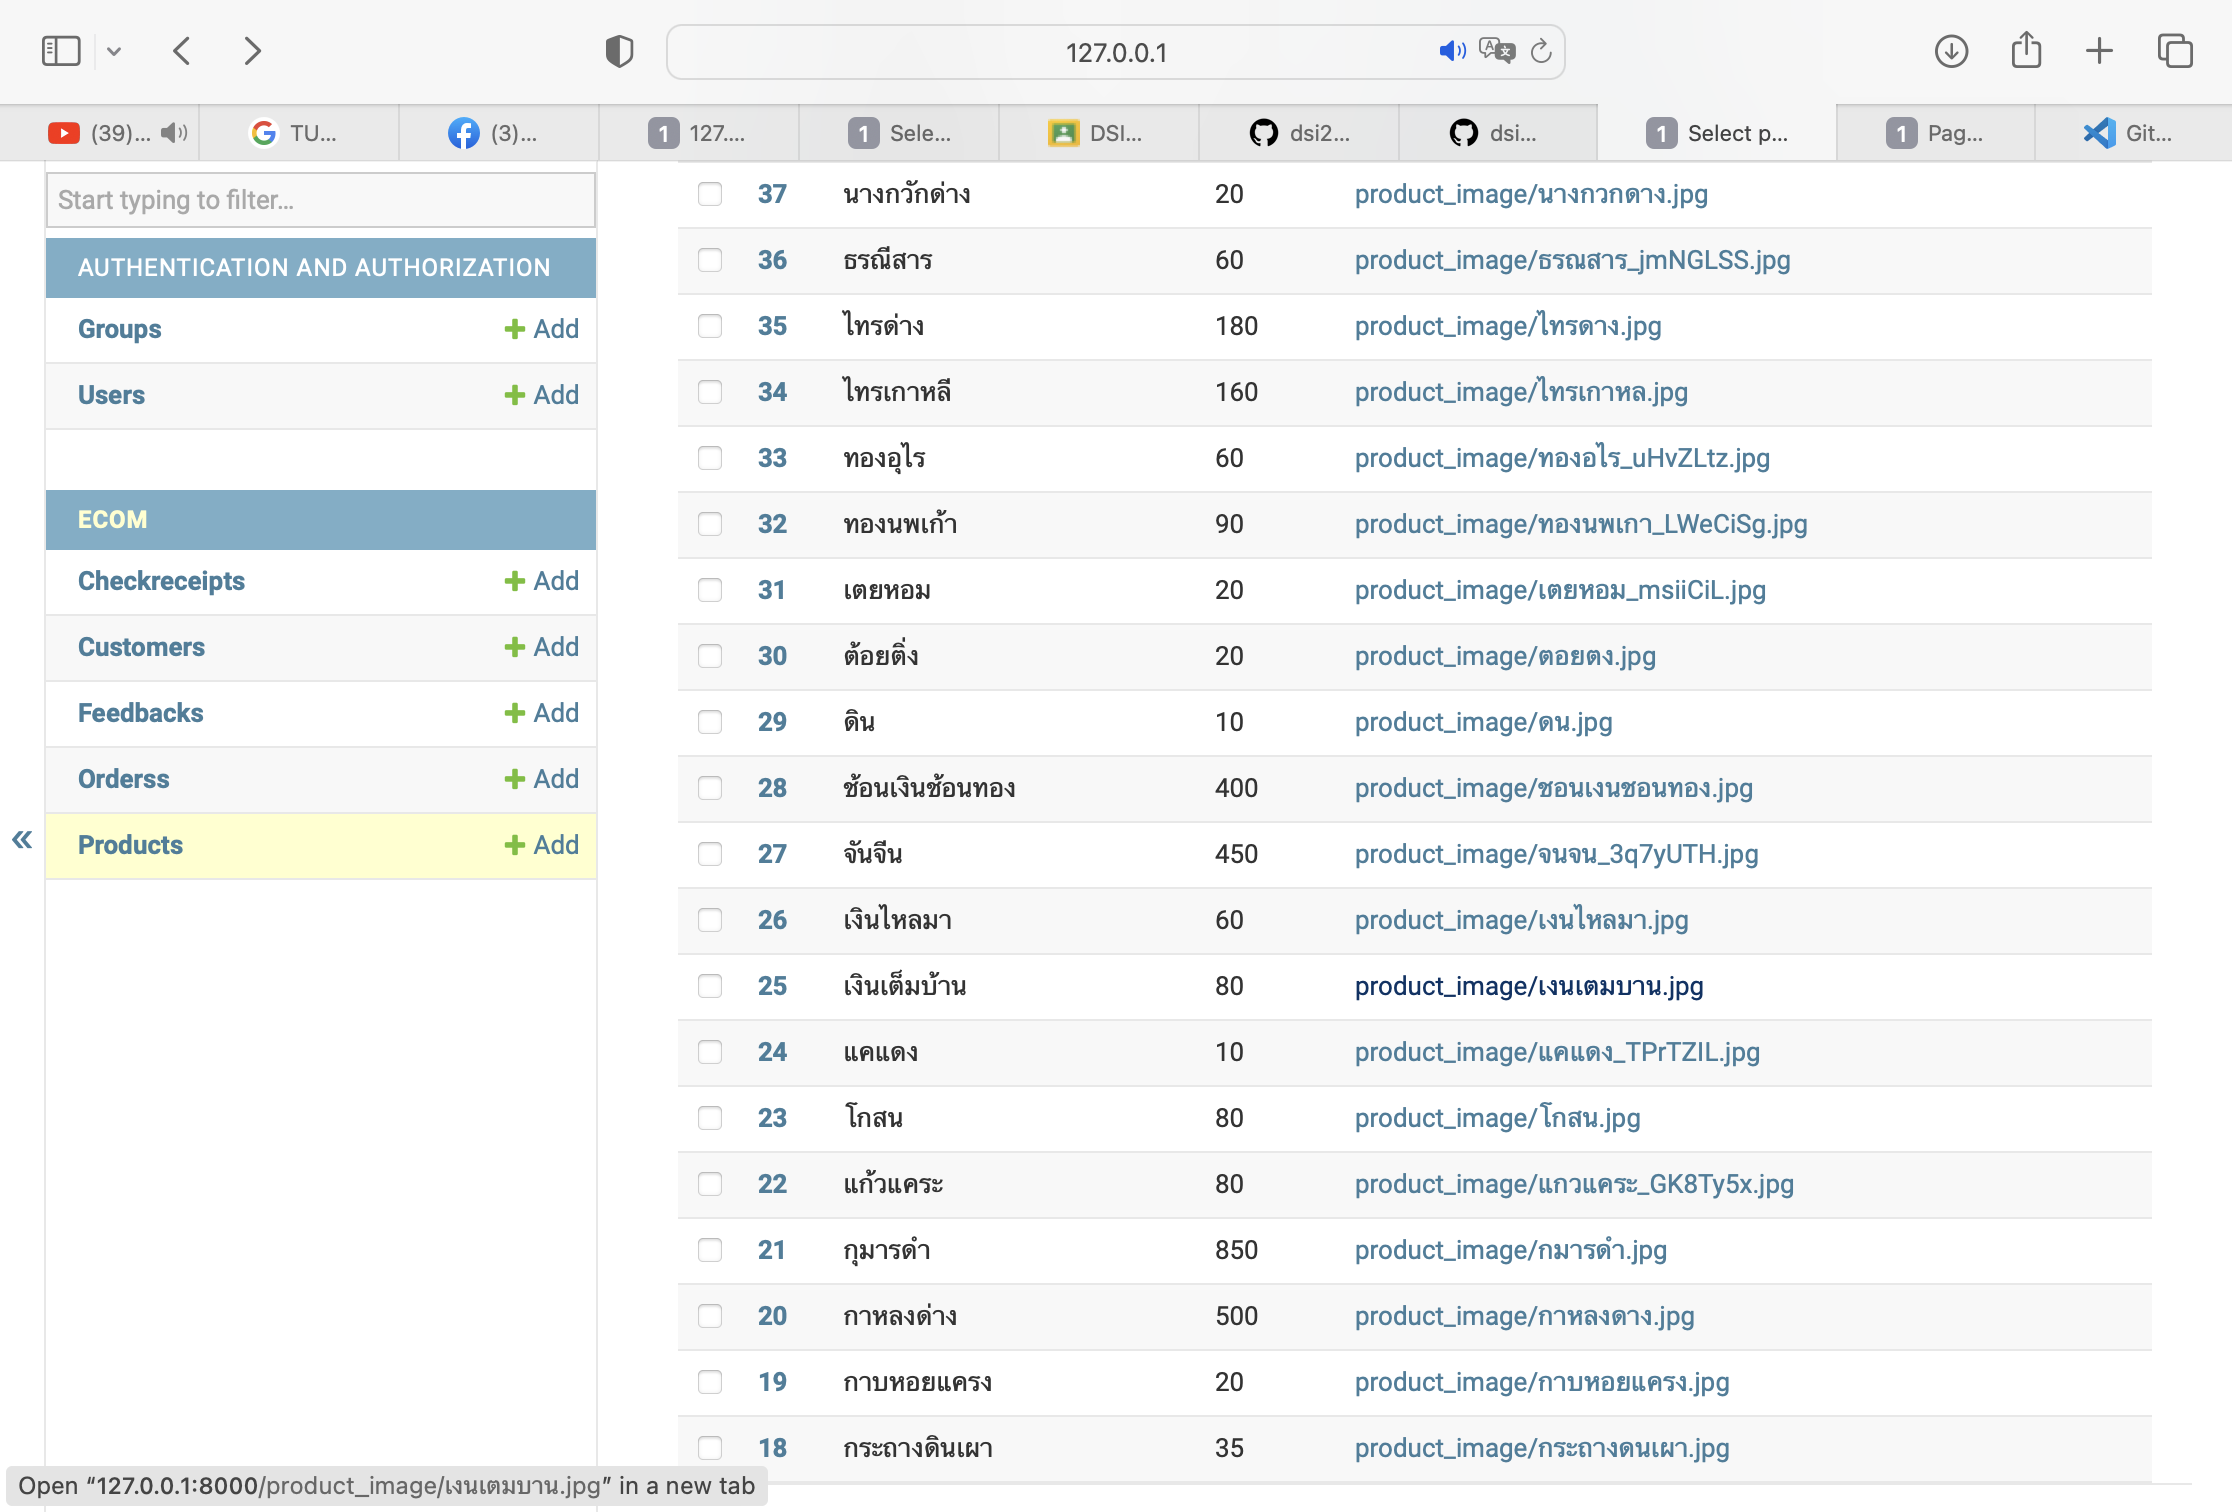 127.0.0.1
(39)... TU... (3)... 1 127.... 1 Sele... DSI... dsi2... dsi... 1 Select p... 1 Pag... Git...
Start typing to filter...
AUTHENTICATION AND AUTHORIZATION
Groups Add
Users Add
ECOM
Checkreceipts Add
Customers Add
Feedbacks Add
Orderss Add
Products Add
«
37 นางกวักด่าง 20 product_image/นางกวกดาง.jpg
36 ธรณีสาร 60 product_image/ธรณสาร_jmNGLSS.jpg
35 ไทรด่าง 180 product_image/ไทรดาง.jpg
34 ไทรเกาหลี 160 product_image/ไทรเกาหล.jpg
33 ทองอุไร 60 product_image/ทองอไร_uHvZLtz.jpg
32 ทองนพเก้า 90 product_image/ทองนพเกา_LWeCiSg.jpg
31 เตยหอม 20 product_image/เตยหอม_msiiCiL.jpg
30 ต้อยติ่ง 20 product_image/ตอยตง.jpg
29 ดิน 10 product_image/ดน.jpg
28 ช้อนเงินช้อนทอง 400 product_image/ชอนเงนชอนทอง.jpg
27 จันจีน 450 product_image/จนจน_3q7yUTH.jpg
26 เงินไหลมา 60 product_image/เงนไหลมา.jpg
25 เงินเต็มบ้าน 80 product_image/เงนเตมบาน.jpg
24 แคแดง 10 product_image/แคแดง_TPrTZIL.jpg
23 โกสน 80 product_image/โกสน.jpg
22 แก้วแคระ 80 product_image/แกวแคระ_GK8Ty5x.jpg
21 กุมารดำ 850 product_image/กมารดำ.jpg
20 กาหลงด่าง 500 product_image/กาหลงดาง.jpg
19 กาบหอยแครง 20 product_image/กาบหอยแครง.jpg
18 กระถางดินเผา 35 product_image/กระถางดนเผา.jpg
Open “127.0.0.1:8000/product_image/เงนเตมบาน.jpg” in a new tab